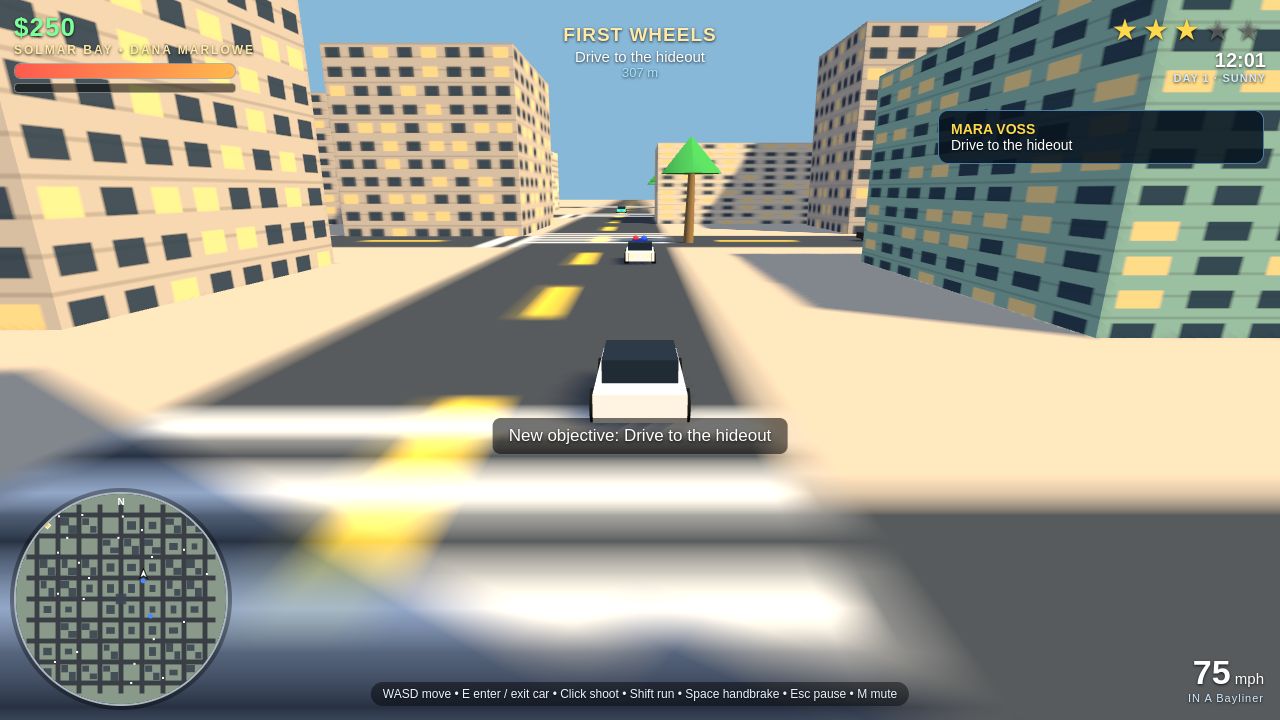 $250
SOLMAR BAY • DANA MARLOWE
FIRST WHEELS
Drive to the hideout
307 m
12:01
DAY 1 · SUNNY
MARA VOSS
Drive to the hideout
New objective: Drive to the hideout
N
75 mph
IN A Bayliner
WASD move • E enter / exit car • Click shoot • Shift run • Space handbrake • Esc pause • M mute